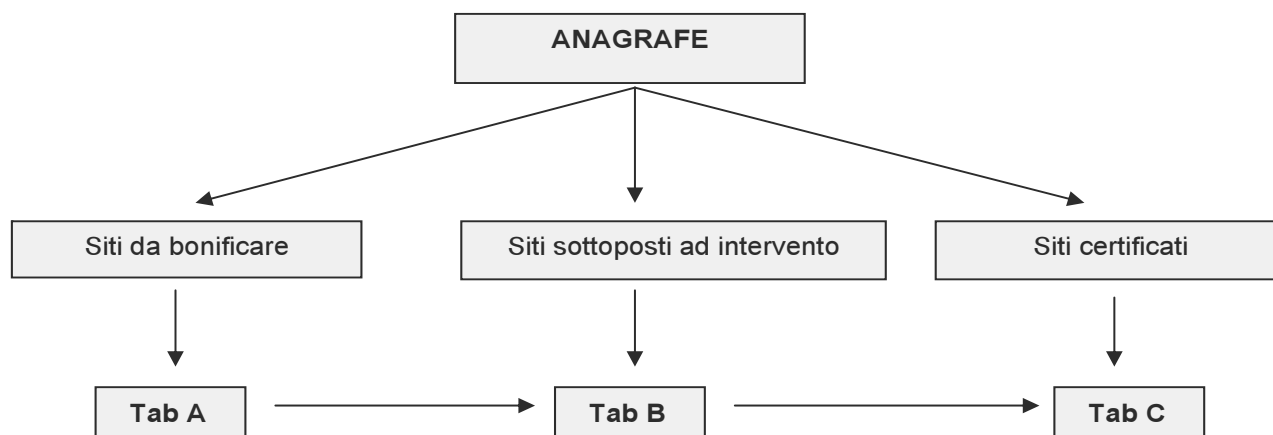 ANAGRAFE
Siti da bonificare
Siti sottoposti ad intervento
Siti certificati
Tab A
Tab B
Tab C